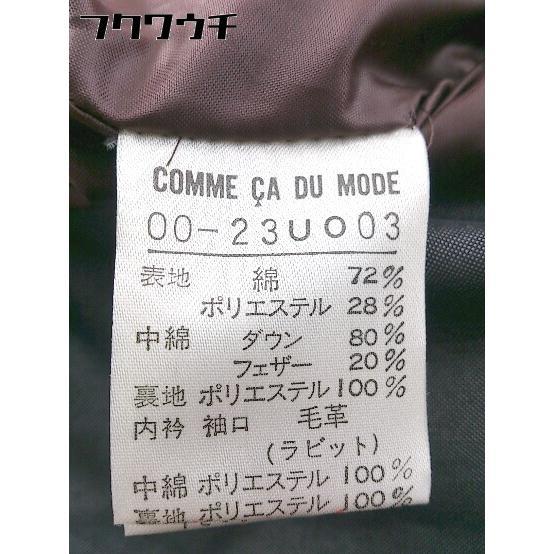 フクワウチ
COMME ÇA DU MODE
00-23UO03
表地 綿 72%
ポリエステル 28%
中綿 ダウン 80%
フェザー 20%
裏地 ポリエステル 100%
内衿 袖口 毛革
(ラビット)
中綿 ポリエステル 100%
裏地 ポリエステル 100%